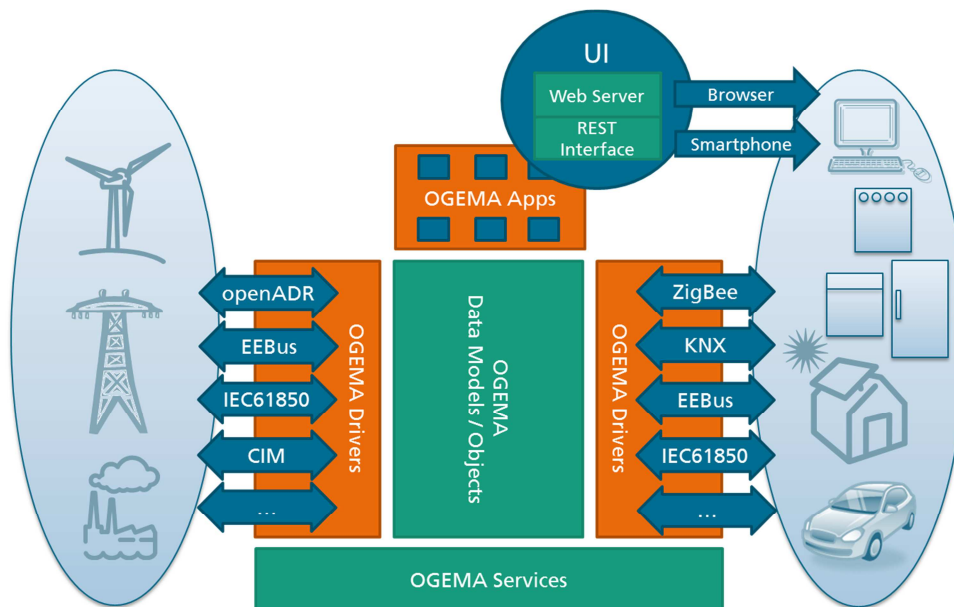 UI
Web Server
REST
Interface
Browser
Smartphone
OGEMA Apps
openADR
EEBus
IEC61850
CIM
...
OGEMA Drivers
OGEMA
Data Models / Objects
OGEMA Drivers
ZigBee
KNX
EEBus
IEC61850
...
OGEMA Services